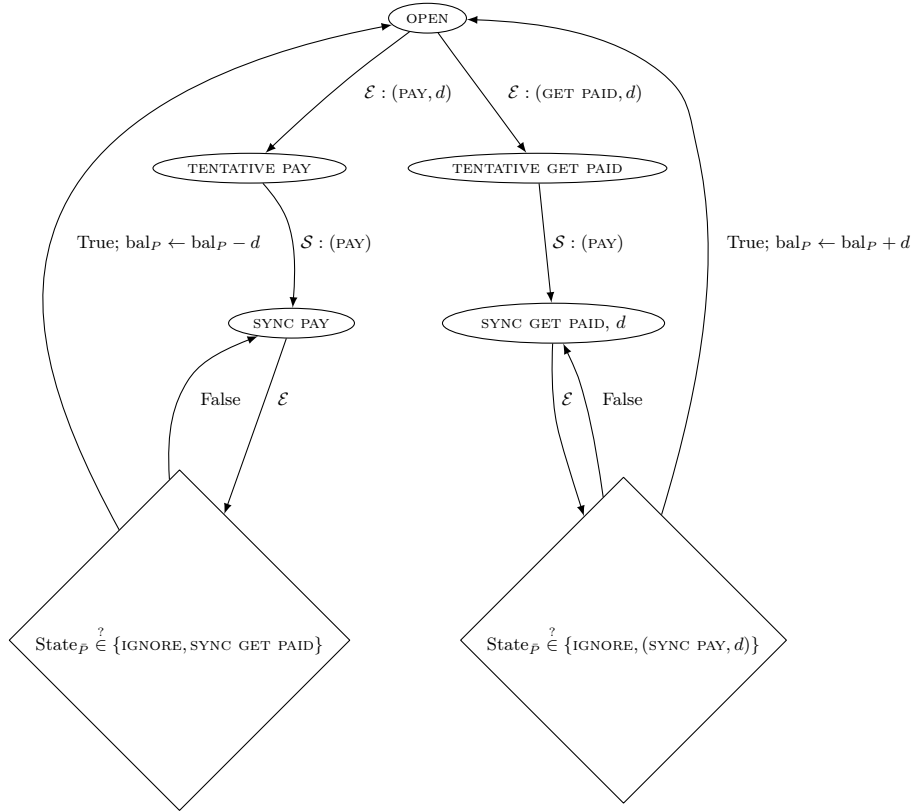 OPEN
ℰ : (PAY, d)
ℰ : (GET PAID, d)
TENTATIVE PAY
TENTATIVE GET PAID
True; bal_P ← bal_P − d
𝒮 : (PAY)
𝒮 : (PAY)
True; bal_P ← bal_P + d
SYNC PAY
SYNC GET PAID, d
False
ℰ
ℰ
False
State_P̄ ∈? {IGNORE, SYNC GET PAID}
State_P̄ ∈? {IGNORE, (SYNC PAY, d)}